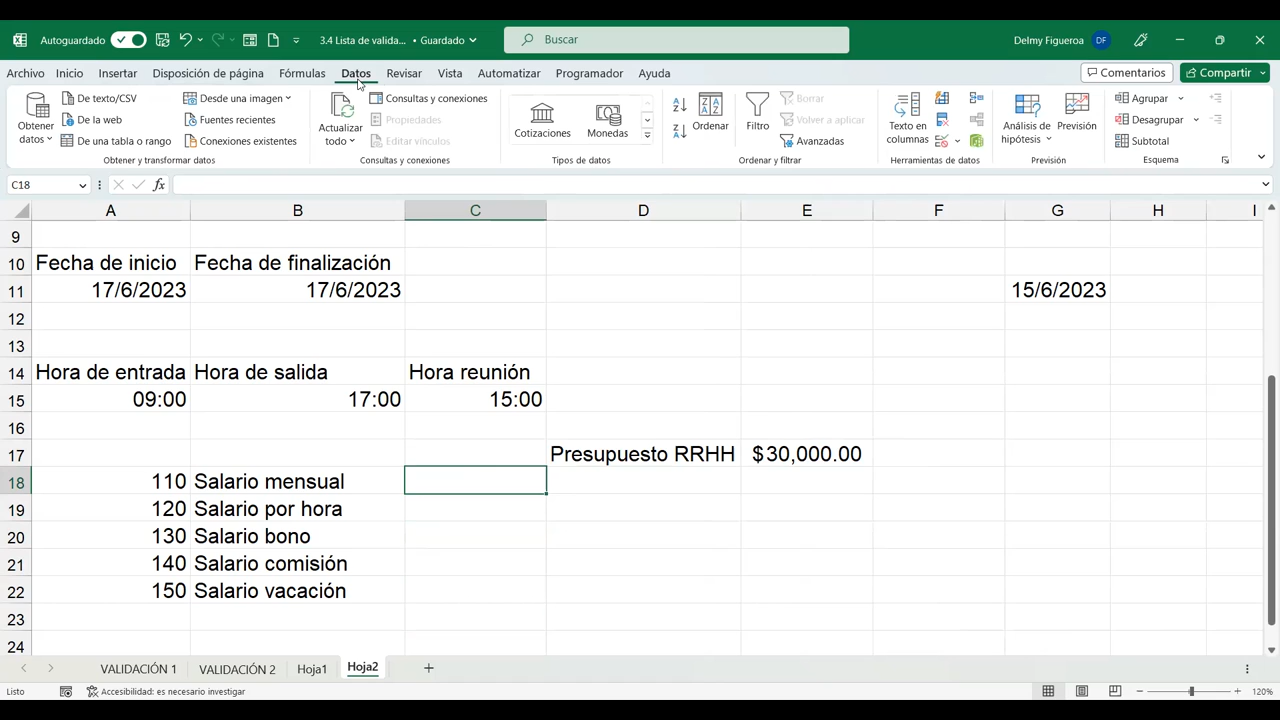 Autoguardado
3.4 Lista de valida... • Guardado
Buscar
Delmy Figueroa DF
Archivo Inicio Insertar Disposición de página Fórmulas Datos Revisar Vista Automatizar Programador Ayuda
Comentarios Compartir
Obtener datos
De texto/CSV
De la web
De una tabla o rango
Desde una imagen
Fuentes recientes
Conexiones existentes
Obtener y transformar datos
Actualizar todo
Consultas y conexiones
Propiedades
Editar vínculos
Consultas y conexiones
Cotizaciones
Monedas
Tipos de datos
Ordenar
Filtro
Borrar
Volver a aplicar
Avanzadas
Ordenar y filtrar
Texto en columnas
Herramientas de datos
Análisis de hipótesis
Previsión
Previsión
Agrupar
Desagrupar
Subtotal
Esquema
C18 fx
A B C D E F G H I
9
10 Fecha de inicio Fecha de finalización
11 17/6/2023 17/6/2023 15/6/2023
12
13
14 Hora de entrada Hora de salida Hora reunión
15 09:00 17:00 15:00
16
17 Presupuesto RRHH $30,000.00
18 110 Salario mensual
19 120 Salario por hora
20 130 Salario bono
21 140 Salario comisión
22 150 Salario vacación
23
24
VALIDACIÓN 1 VALIDACIÓN 2 Hoja1 Hoja2
Listo Accesibilidad: es necesario investigar 120%